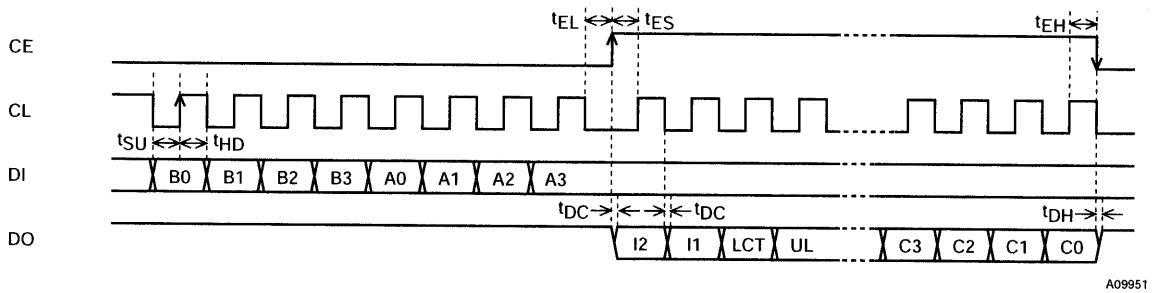 tEL tES tEH
CE
CL
tSU tHD
DI B0 B1 B2 B3 A0 A1 A2 A3
tDC tDC tDH
DO I2 I1 LCT UL C3 C2 C1 C0
A09951